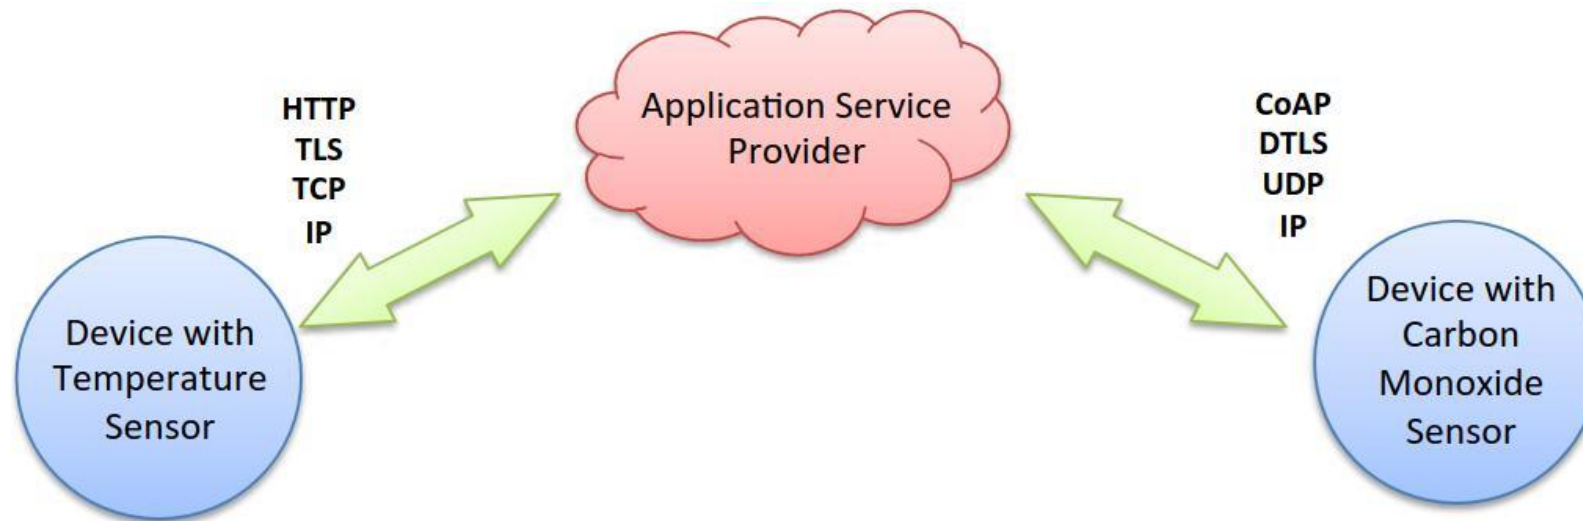 HTTP
TLS
TCP
IP
Device with
Temperature
Sensor
Application Service
Provider
CoAP
DTLS
UDP
IP
Device with
Carbon
Monoxide
Sensor